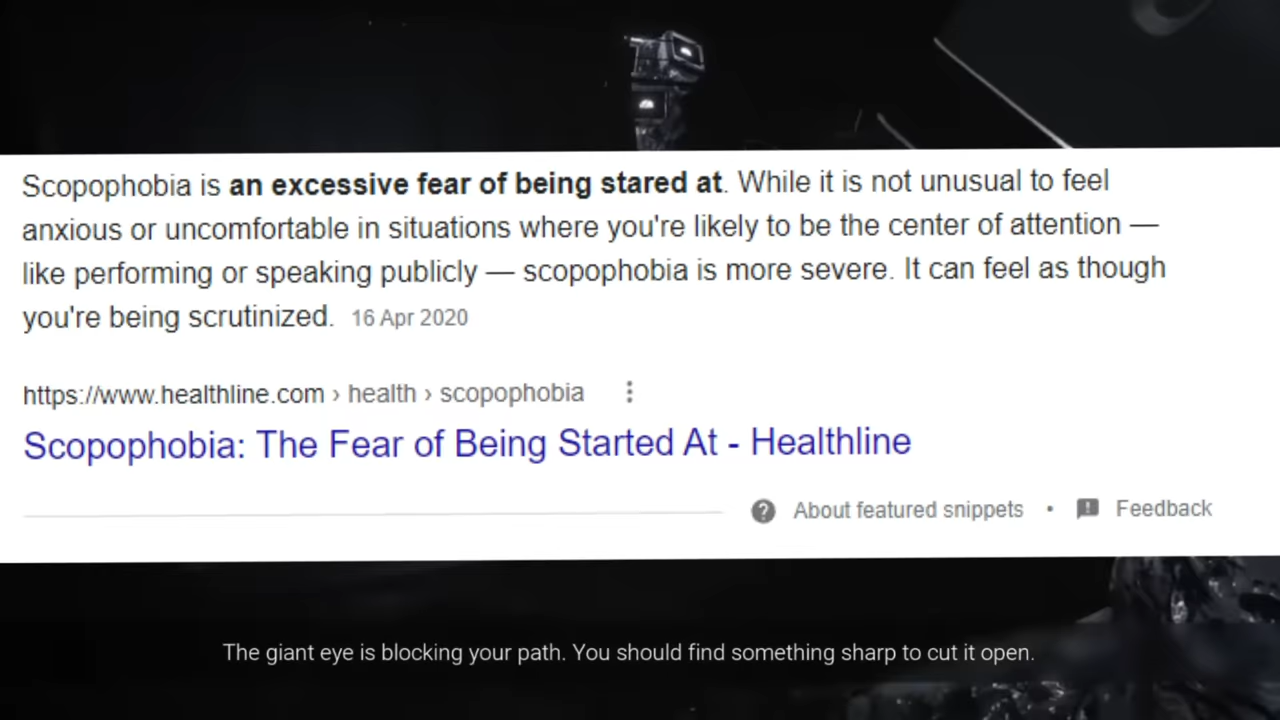 Scopophobia is an excessive fear of being stared at. While it is not unusual to feel
anxious or uncomfortable in situations where you're likely to be the center of attention —
like performing or speaking publicly — scopophobia is more severe. It can feel as though
you're being scrutinized. 16 Apr 2020
https://www.healthline.com › health › scopophobia
Scopophobia: The Fear of Being Started At - Healthline
About featured snippets • Feedback
The giant eye is blocking your path. You should find something sharp to cut it open.